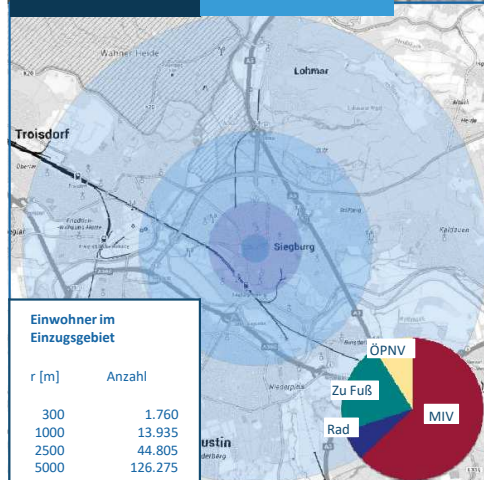 Wahner Heide
Lohmar
Troisdorf
Siegburg
Einwohner im
Einzugsgebiet
r [m] Anzahl
300 1.760
1000 13.935
2500 44.805
5000 126.275
ustin
ÖPNV
Zu Fuß
MIV
Rad